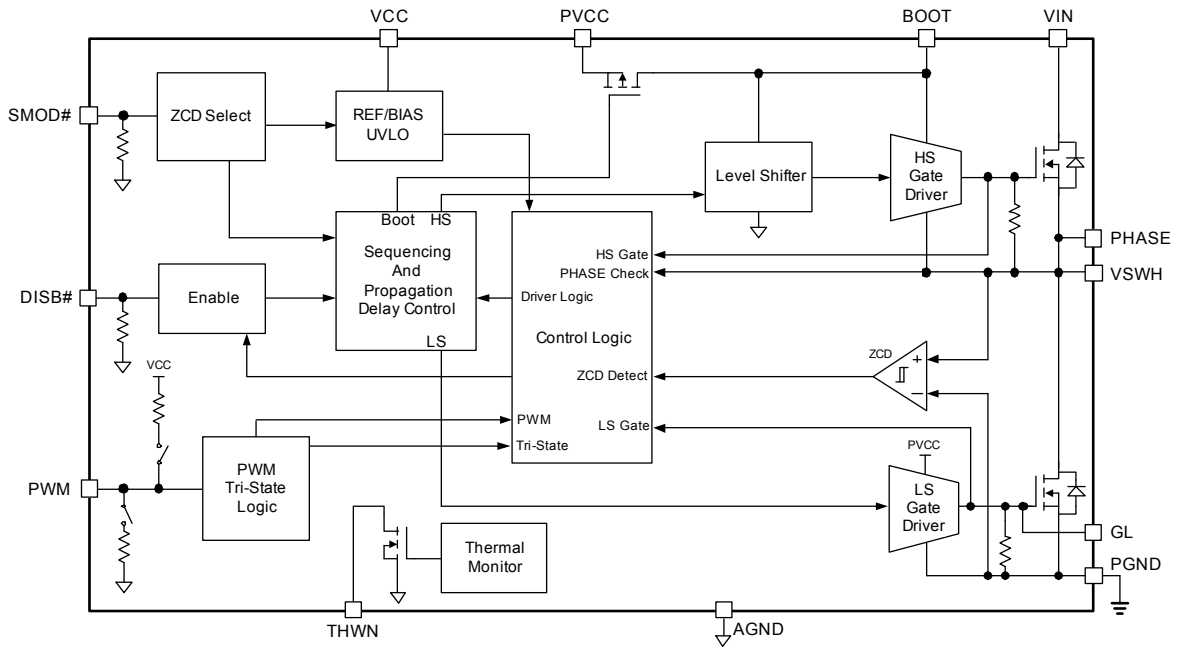 VCC
PVCC
BOOT
VIN
SMOD#
ZCD Select
REF/BIAS
UVLO
Level Shifter
HS
Gate
Driver
Boot
HS
Sequencing
And
Propagation
Delay Control
LS
HS Gate
PHASE Check
Driver Logic
Control Logic
ZCD Detect
LS Gate
PWM
Tri-State
PHASE
VSWH
DISB#
Enable
ZCD
+
−
VCC
PWM
PWM
Tri-State
Logic
PVCC
LS
Gate
Driver
Thermal
Monitor
GL
PGND
THWN
AGND